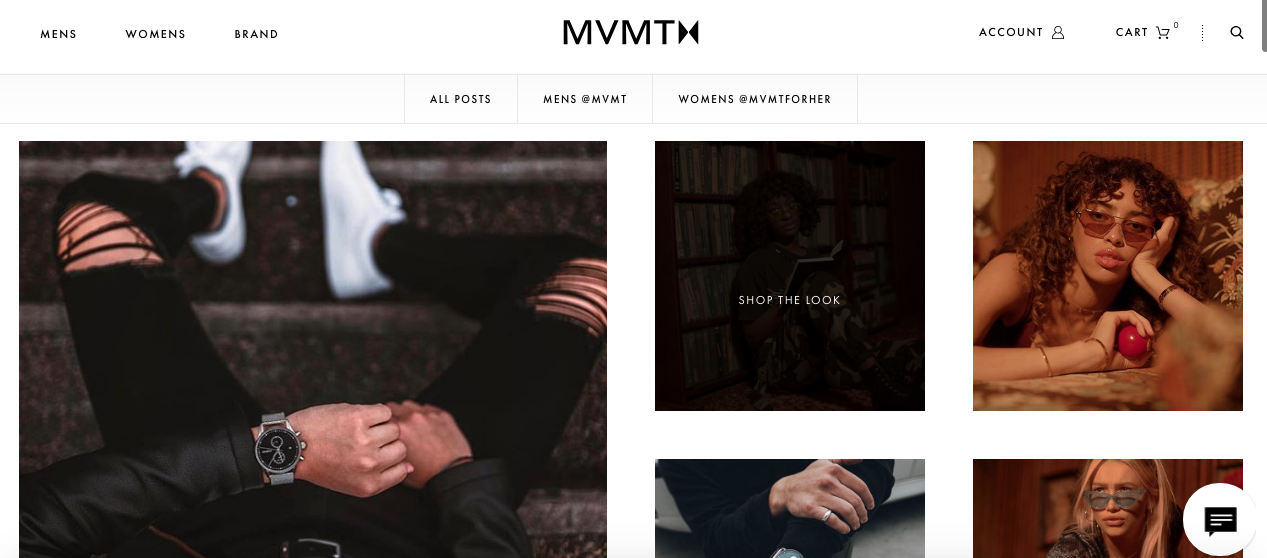 MENS
WOMENS
BRAND
MVMT
ACCOUNT
CART
0
ALL POSTS
MENS @MVMT
WOMENS @MVMTFORHER
SHOP THE LOOK